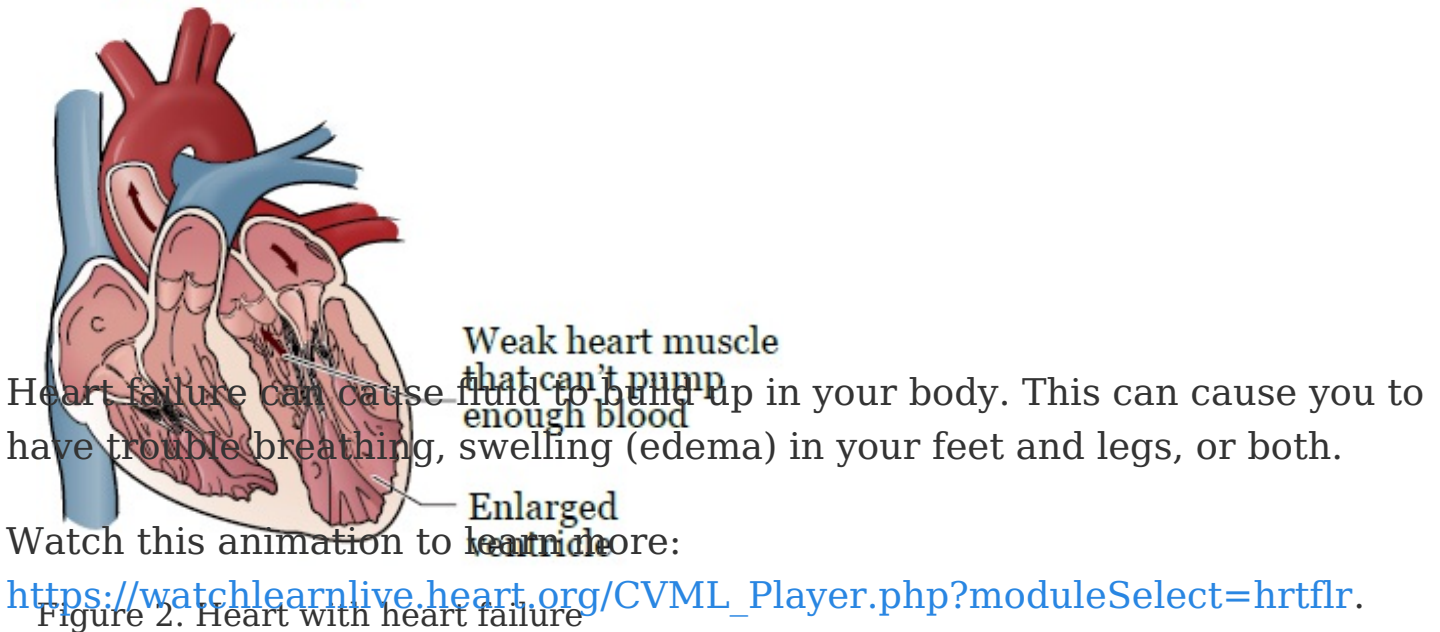 Weak heart muscle
that can't pump
enough blood
Heart failure can cause fluid to build up in your body. This can cause you to
have trouble breathing, swelling (edema) in your feet and legs, or both.
Enlarged
ventricle
Watch this animation to learn more:
https://watchlearnlive.heart.org/CVML_Player.php?moduleSelect=hrtflr.
Figure 2. Heart with heart failure